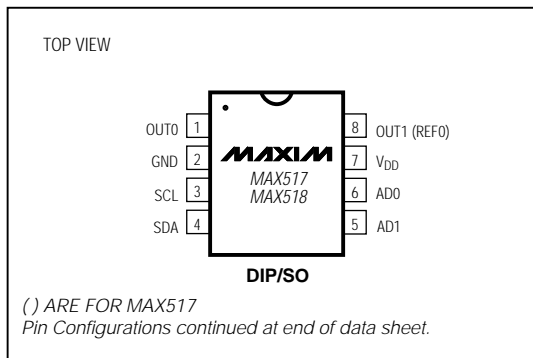 TOP VIEW
OUT0 1
GND 2
SCL 3
SDA 4
MAXIM
MAX517
MAX518
8 OUT1 (REF0)
7 VDD
6 AD0
5 AD1
DIP/SO
( ) ARE FOR MAX517
Pin Configurations continued at end of data sheet.